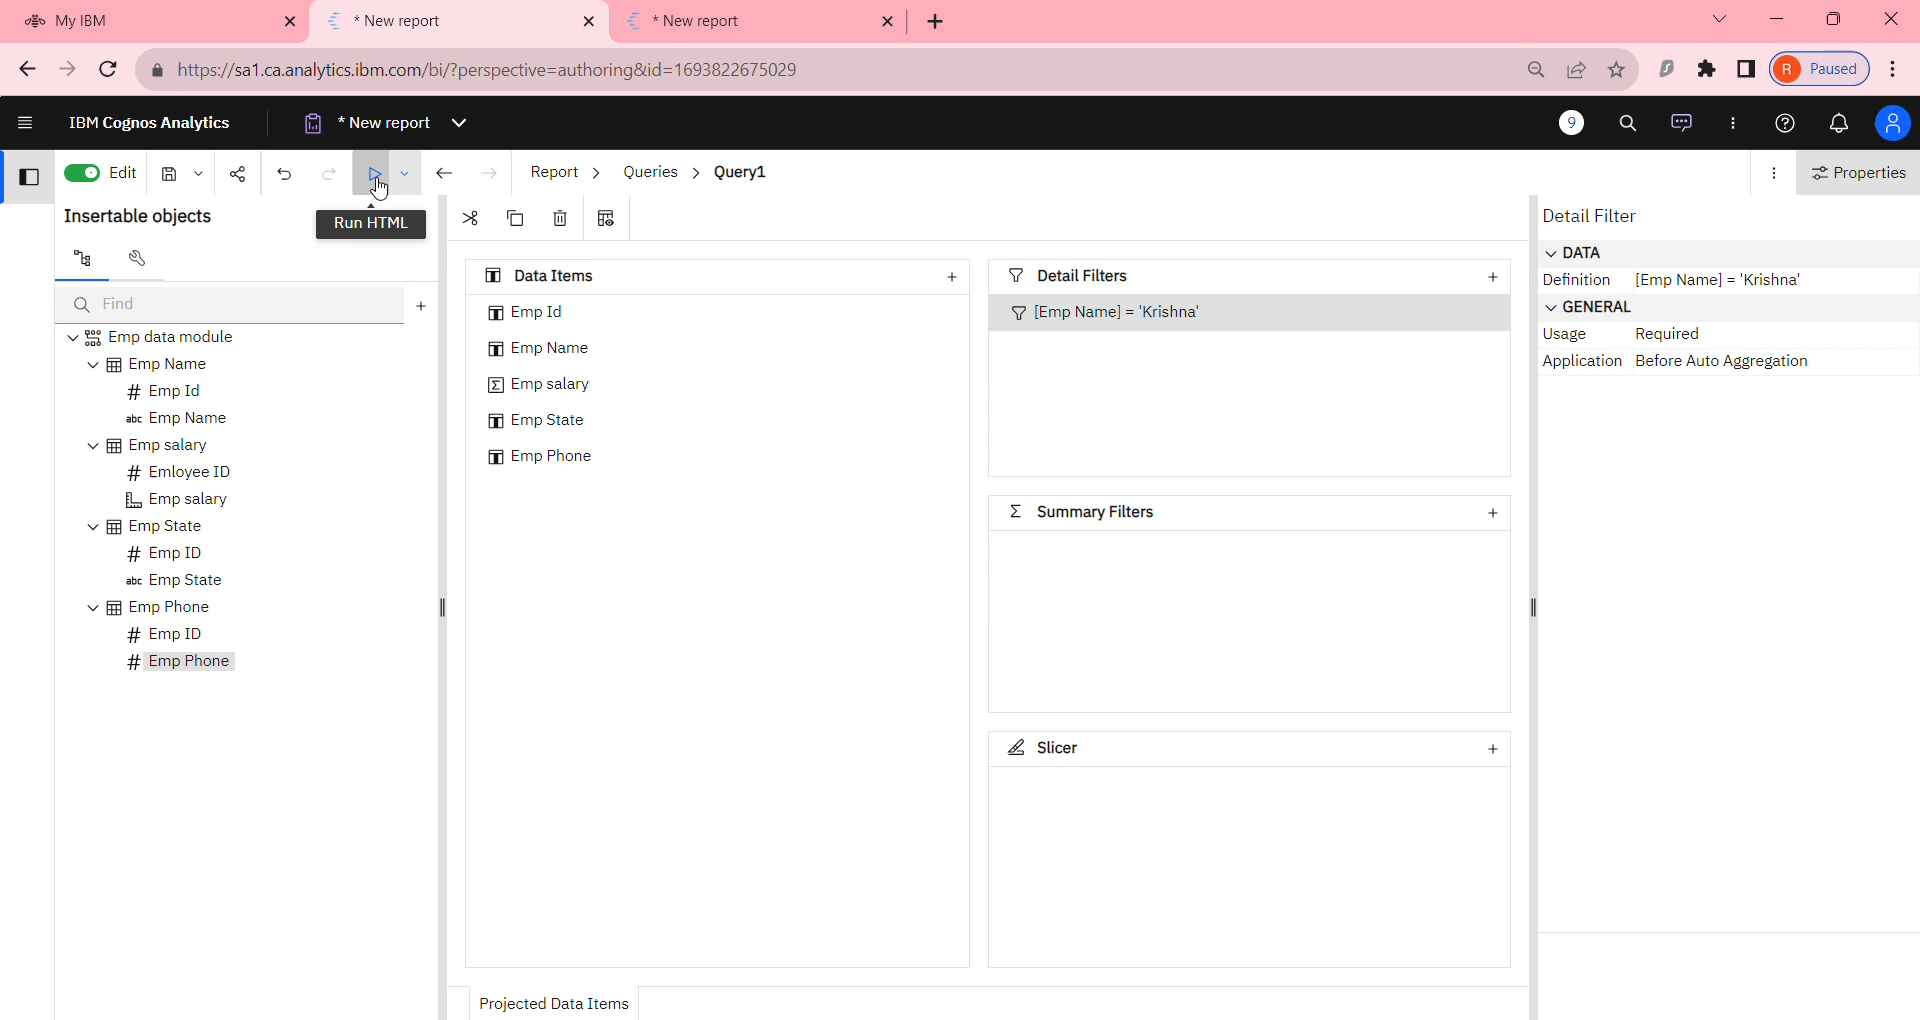 My IBM
* New report
* New report
https://sa1.ca.analytics.ibm.com/bi/?perspective=authoring&id=1693822675029
R Paused
IBM Cognos Analytics
* New report
9
Edit
Report > Queries > Query1
Properties
Insertable objects
Run HTML
Find
Emp data module
Emp Name
# Emp Id
abc Emp Name
Emp salary
# Emloyee ID
Emp salary
Emp State
# Emp ID
abc Emp State
Emp Phone
# Emp ID
# Emp Phone
Data Items
Emp Id
Emp Name
Emp salary
Emp State
Emp Phone
Detail Filters
[Emp Name] = 'Krishna'
Summary Filters
Slicer
Projected Data Items
Detail Filter
DATA
Definition [Emp Name] = 'Krishna'
GENERAL
Usage Required
Application Before Auto Aggregation